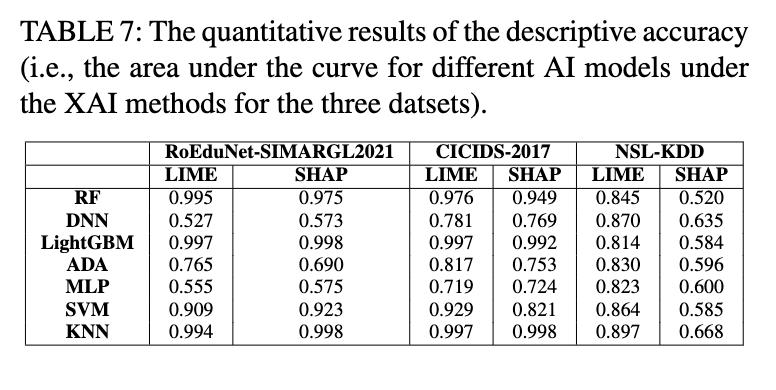 TABLE 7: The quantitative results of the descriptive accuracy
(i.e., the area under the curve for different AI models under
the XAI methods for the three datsets).
RoEduNet-SIMARGL2021 CICIDS-2017 NSL-KDD
LIME SHAP LIME SHAP LIME SHAP
RF 0.995 0.975 0.976 0.949 0.845 0.520
DNN 0.527 0.573 0.781 0.769 0.870 0.635
LightGBM 0.997 0.998 0.997 0.992 0.814 0.584
ADA 0.765 0.690 0.817 0.753 0.830 0.596
MLP 0.555 0.575 0.719 0.724 0.823 0.600
SVM 0.909 0.923 0.929 0.821 0.864 0.585
KNN 0.994 0.998 0.997 0.998 0.897 0.668